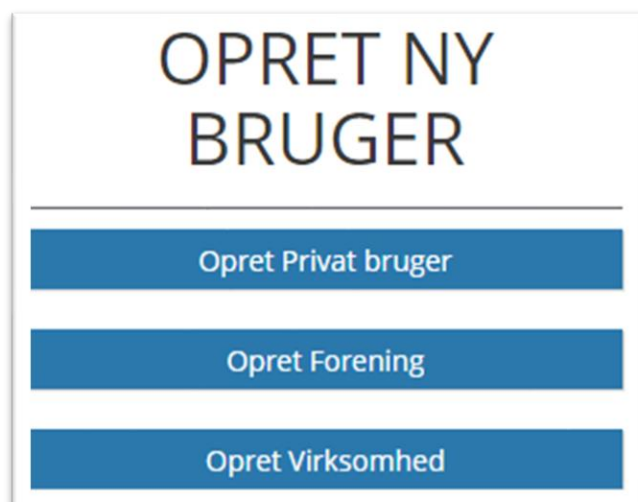 OPRET NY
BRUGER
Opret Privat bruger
Opret Forening
Opret Virksomhed